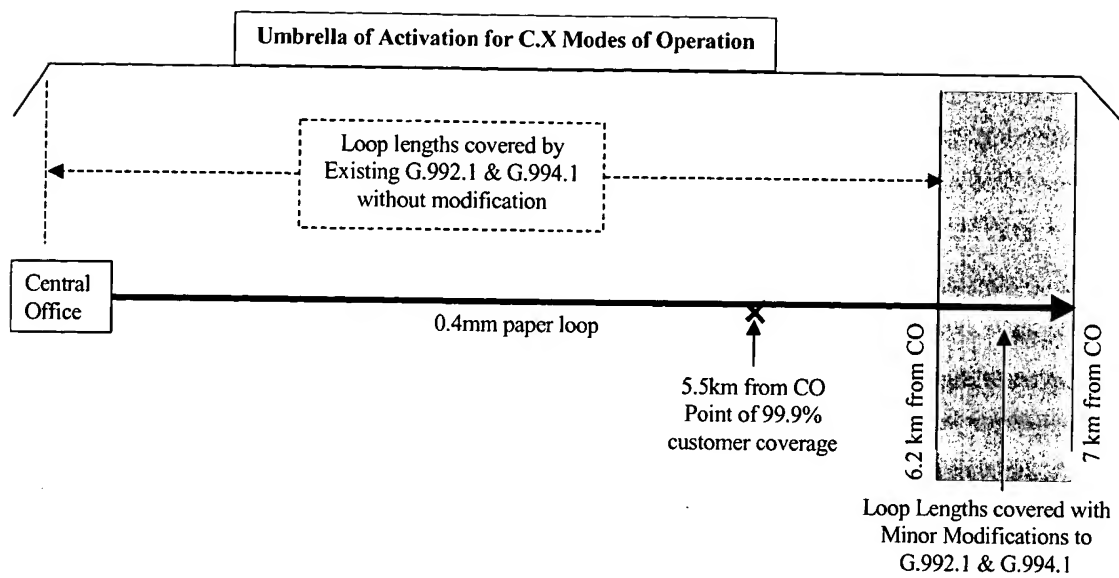 Umbrella of Activation for C.X Modes of Operation
Loop lengths covered by
Existing G.992.1 & G.994.1
without modification
Central
Office
0.4mm paper loop
5.5km from CO
Point of 99.9%
customer coverage
6.2 km from CO
7 km from CO
Loop Lengths covered with
Minor Modifications to
G.992.1 & G.994.1